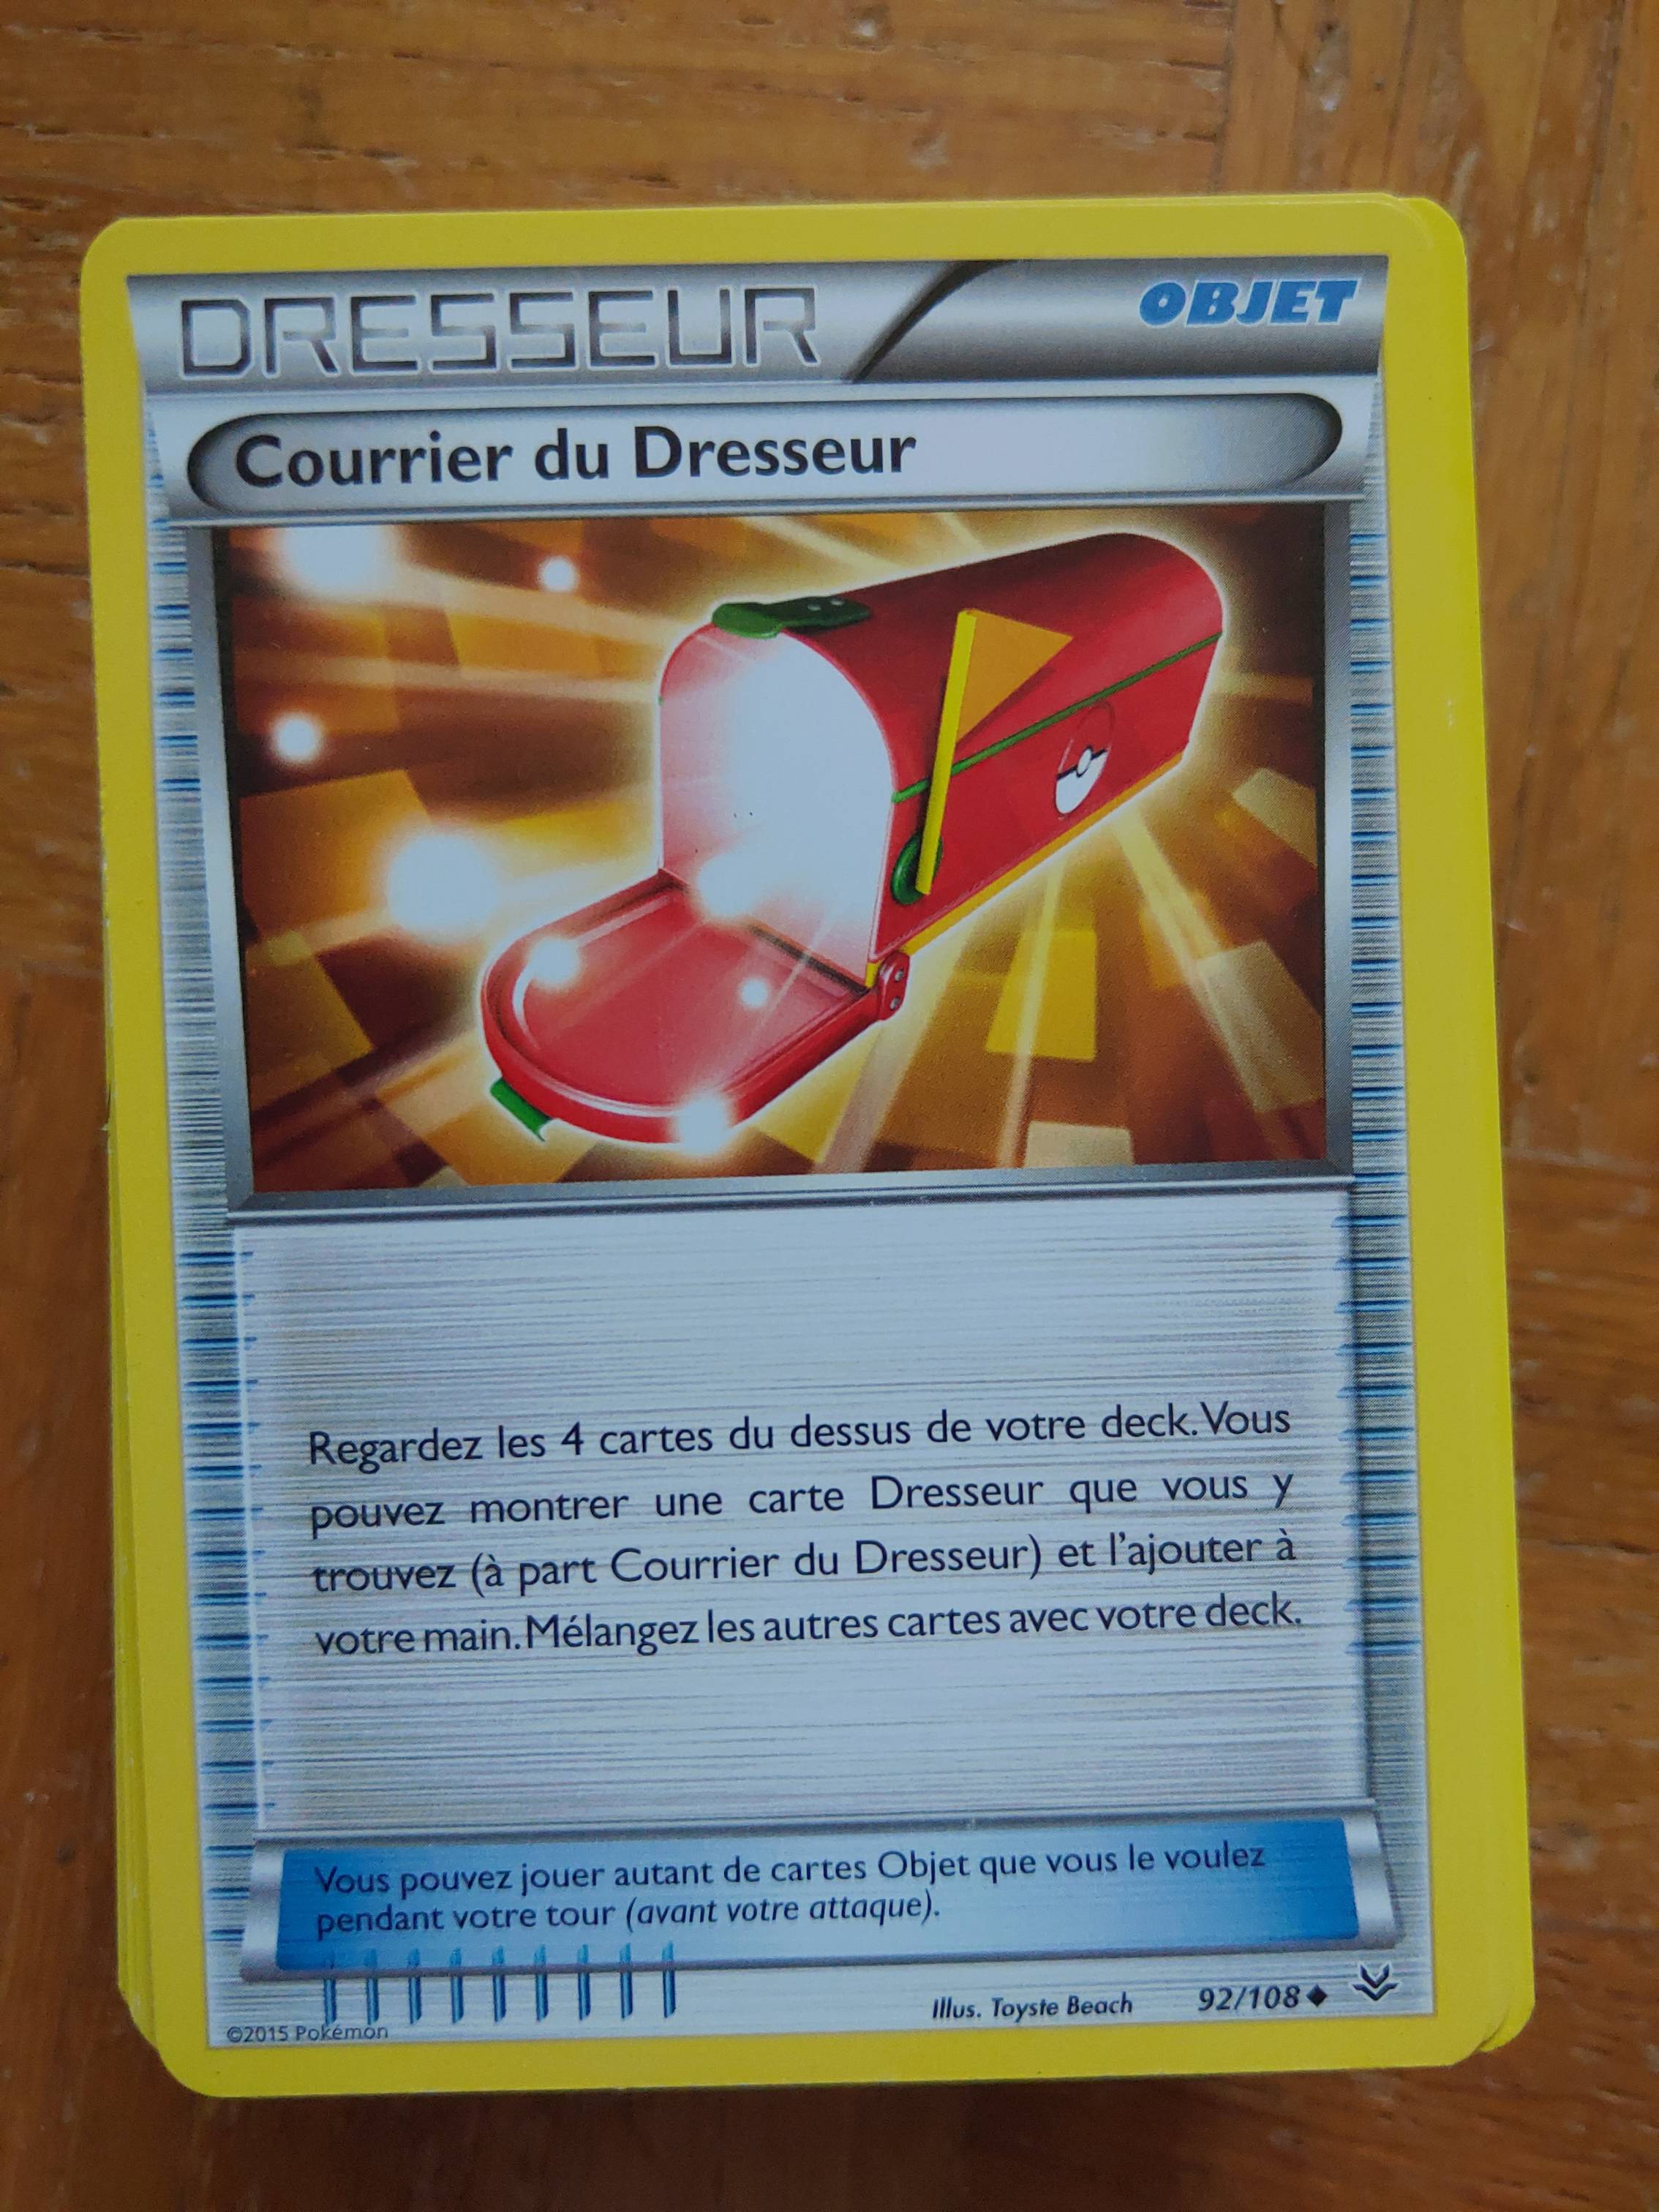 DRESSEUR
OBJET
Courrier du Dresseur
Regardez les 4 cartes du dessus de votre deck. Vous
pouvez montrer une carte Dresseur que vous y
trouvez (à part Courrier du Dresseur) et l'ajouter à
votre main. Mélangez les autres cartes avec votre deck.
Vous pouvez jouer autant de cartes Objet que vous le voulez
pendant votre tour (avant votre attaque).
Illus. Toyste Beach 92/108
©2015 Pokémon